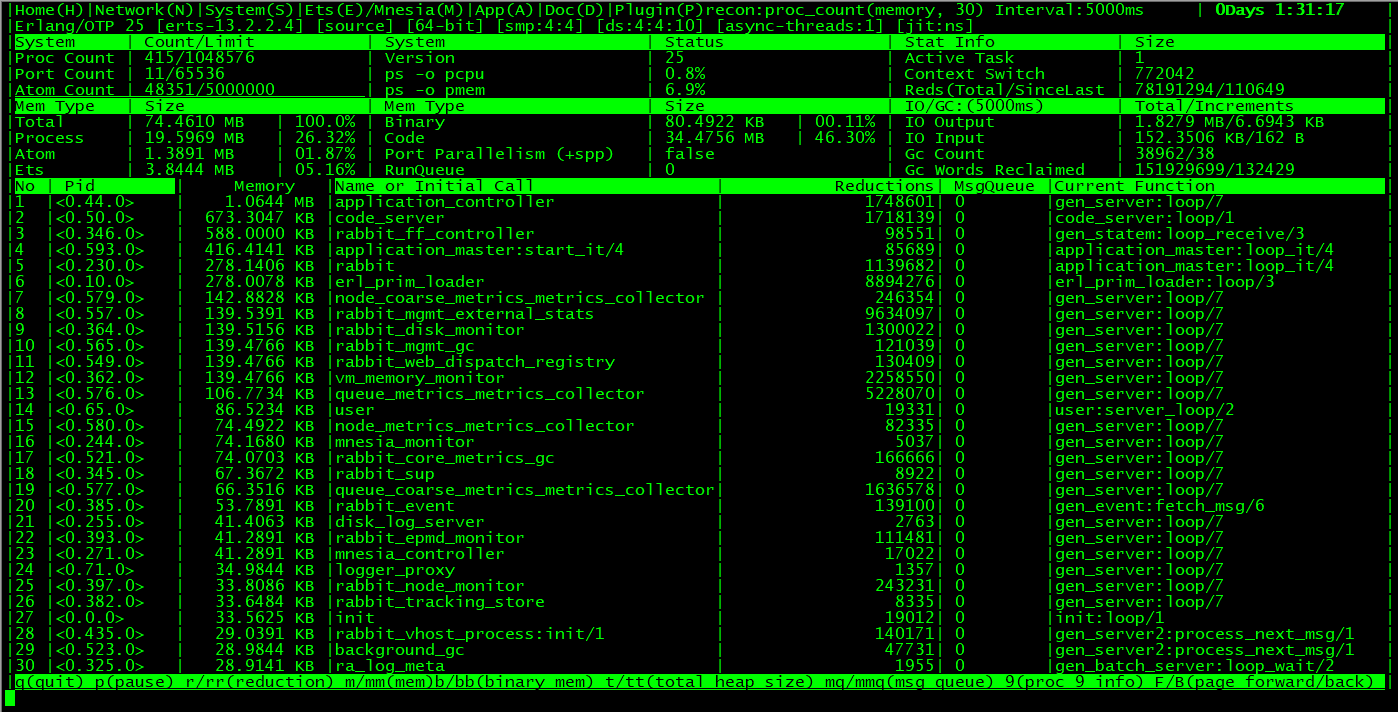 |Home(H)|Network(N)|System(S)|Ets(E)/Mnesia(M)|App(A)|Doc(D)|Plugin(P)recon:proc_count(memory, 30) Interval:5000ms | 0Days 1:31:17 |
|Erlang/OTP 25 [erts-13.2.2.4] [source] [64-bit] [smp:4:4] [ds:4:4:10] [async-threads:1] [jit:ns] |
|System | Count/Limit | System | Status | Stat Info | Size |
|Proc Count | 415/1048576 | Version | 25 | Active Task | 1 |
|Port Count | 11/65536 | ps -o pcpu | 0.8% | Context Switch | 772042 |
|Atom Count | 48351/5000000 | ps -o pmem | 6.9% | Reds(Total/SinceLast | 78191294/110649 |
|Mem Type | Size | Mem Type | Size | IO/GC:(5000ms) | Total/Increments |
|Total | 74.4610 MB | 100.0% | Binary | 80.4922 KB | 00.11% | IO Output | 1.8279 MB/6.6943 KB |
|Process | 19.5969 MB | 26.32% | Code | 34.4756 MB | 46.30% | IO Input | 152.3506 KB/162 B |
|Atom | 1.3891 MB | 01.87% | Port Parallelism (+spp) | false | Gc Count | 38962/38 |
|Ets | 3.8444 MB | 05.16% | RunQueue | 0 | Gc Words Reclaimed | 151929699/132429 |
|No | Pid | Memory |Name or Initial Call | Reductions| MsgQueue |Current Function |
|1 |<0.44.0> | 1.0644 MB |application_controller | 1748601| 0 |gen_server:loop/7 |
|2 |<0.50.0> | 673.3047 KB |code_server | 1718139| 0 |code_server:loop/1 |
|3 |<0.346.0> | 588.0000 KB |rabbit_ff_controller | 98551| 0 |gen_statem:loop_receive/3 |
|4 |<0.593.0> | 416.4141 KB |application_master:start_it/4 | 85689| 0 |application_master:loop_it/4 |
|5 |<0.230.0> | 278.1406 KB |rabbit | 1139682| 0 |application_master:loop_it/4 |
|6 |<0.10.0> | 278.0078 KB |erl_prim_loader | 8894276| 0 |erl_prim_loader:loop/3 |
|7 |<0.579.0> | 142.8828 KB |node_coarse_metrics_metrics_collector | 246354| 0 |gen_server:loop/7 |
|8 |<0.557.0> | 139.5391 KB |rabbit_mgmt_external_stats | 9634097| 0 |gen_server:loop/7 |
|9 |<0.364.0> | 139.5156 KB |rabbit_disk_monitor | 1300022| 0 |gen_server:loop/7 |
|10 |<0.565.0> | 139.4766 KB |rabbit_mgmt_gc | 121039| 0 |gen_server:loop/7 |
|11 |<0.549.0> | 139.4766 KB |rabbit_web_dispatch_registry | 130409| 0 |gen_server:loop/7 |
|12 |<0.362.0> | 139.4766 KB |vm_memory_monitor | 2258550| 0 |gen_server:loop/7 |
|13 |<0.576.0> | 106.7734 KB |queue_metrics_metrics_collector | 5228070| 0 |gen_server:loop/7 |
|14 |<0.65.0> | 86.5234 KB |user | 19331| 0 |user:server_loop/2 |
|15 |<0.580.0> | 74.4922 KB |node_metrics_metrics_collector | 82335| 0 |gen_server:loop/7 |
|16 |<0.244.0> | 74.1680 KB |mnesia_monitor | 5037| 0 |gen_server:loop/7 |
|17 |<0.521.0> | 74.0703 KB |rabbit_core_metrics_gc | 166666| 0 |gen_server:loop/7 |
|18 |<0.345.0> | 67.3672 KB |rabbit_sup | 8922| 0 |gen_server:loop/7 |
|19 |<0.577.0> | 66.3516 KB |queue_coarse_metrics_metrics_collector| 1636578| 0 |gen_server:loop/7 |
|20 |<0.385.0> | 53.7891 KB |rabbit_event | 139100| 0 |gen_event:fetch_msg/6 |
|21 |<0.255.0> | 41.4063 KB |disk_log_server | 2763| 0 |gen_server:loop/7 |
|22 |<0.393.0> | 41.2891 KB |rabbit_epmd_monitor | 111481| 0 |gen_server:loop/7 |
|23 |<0.271.0> | 41.2891 KB |mnesia_controller | 17022| 0 |gen_server:loop/7 |
|24 |<0.71.0> | 34.9844 KB |logger_proxy | 1357| 0 |gen_server:loop/7 |
|25 |<0.397.0> | 33.8086 KB |rabbit_node_monitor | 243231| 0 |gen_server:loop/7 |
|26 |<0.382.0> | 33.6484 KB |rabbit_tracking_store | 8335| 0 |gen_server:loop/7 |
|27 |<0.0.0> | 33.5625 KB |init | 19012| 0 |init:loop/1 |
|28 |<0.435.0> | 29.0391 KB |rabbit_vhost_process:init/1 | 140171| 0 |gen_server2:process_next_msg/1 |
|29 |<0.523.0> | 28.9844 KB |background_gc | 47731| 0 |gen_server2:process_next_msg/1 |
|30 |<0.325.0> | 28.9141 KB |ra_log_meta | 1955| 0 |gen_batch_server:loop_wait/2 |
|q(quit) p(pause) r/rr(reduction) m/mm(mem)b/bb(binary mem) t/tt(total heap size) mq/mmq(msg queue) 9(proc 9 info) F/B(page forward/back) |